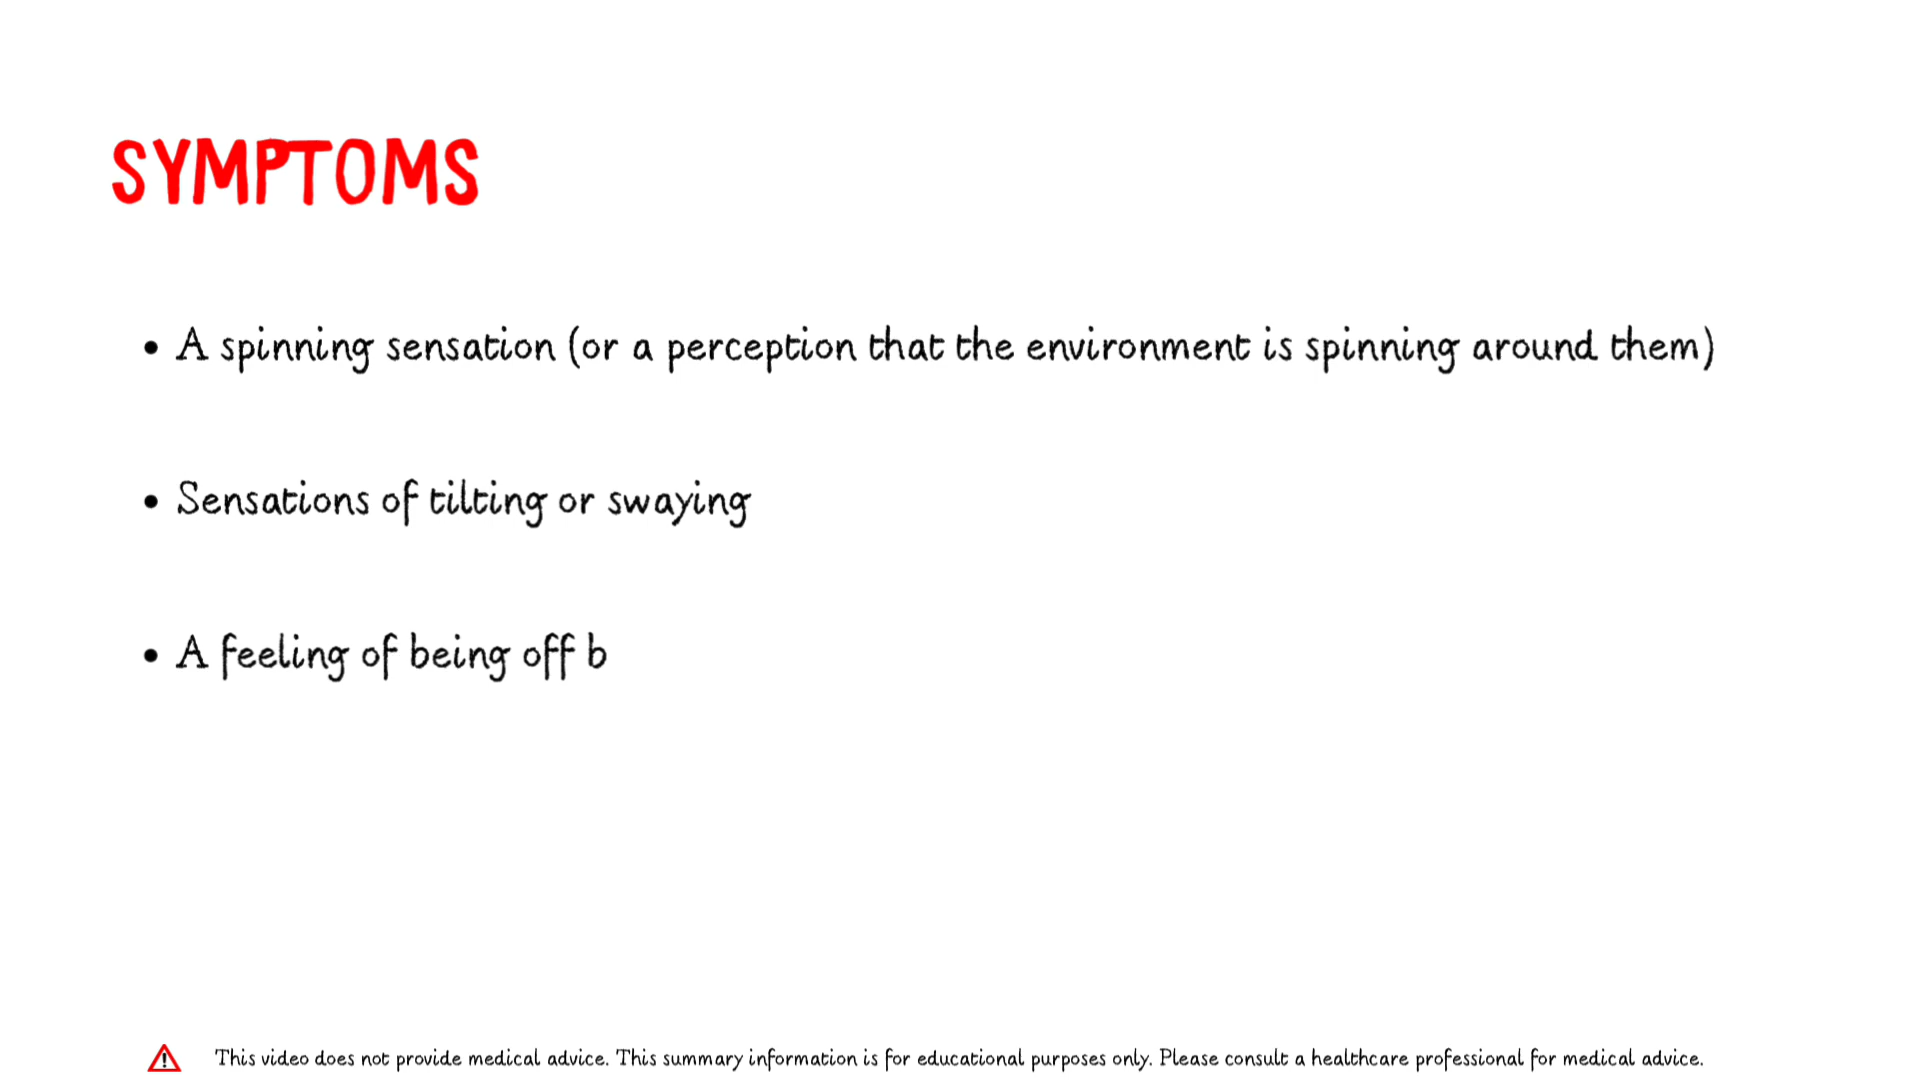 SYMPTOMS
• A spinning sensation (or a perception that the environment is spinning around them)
• Sensations of tilting or swaying
• A feeling of being off b
This video does not provide medical advice. This summary information is for educational purposes only. Please consult a healthcare professional for medical advice.